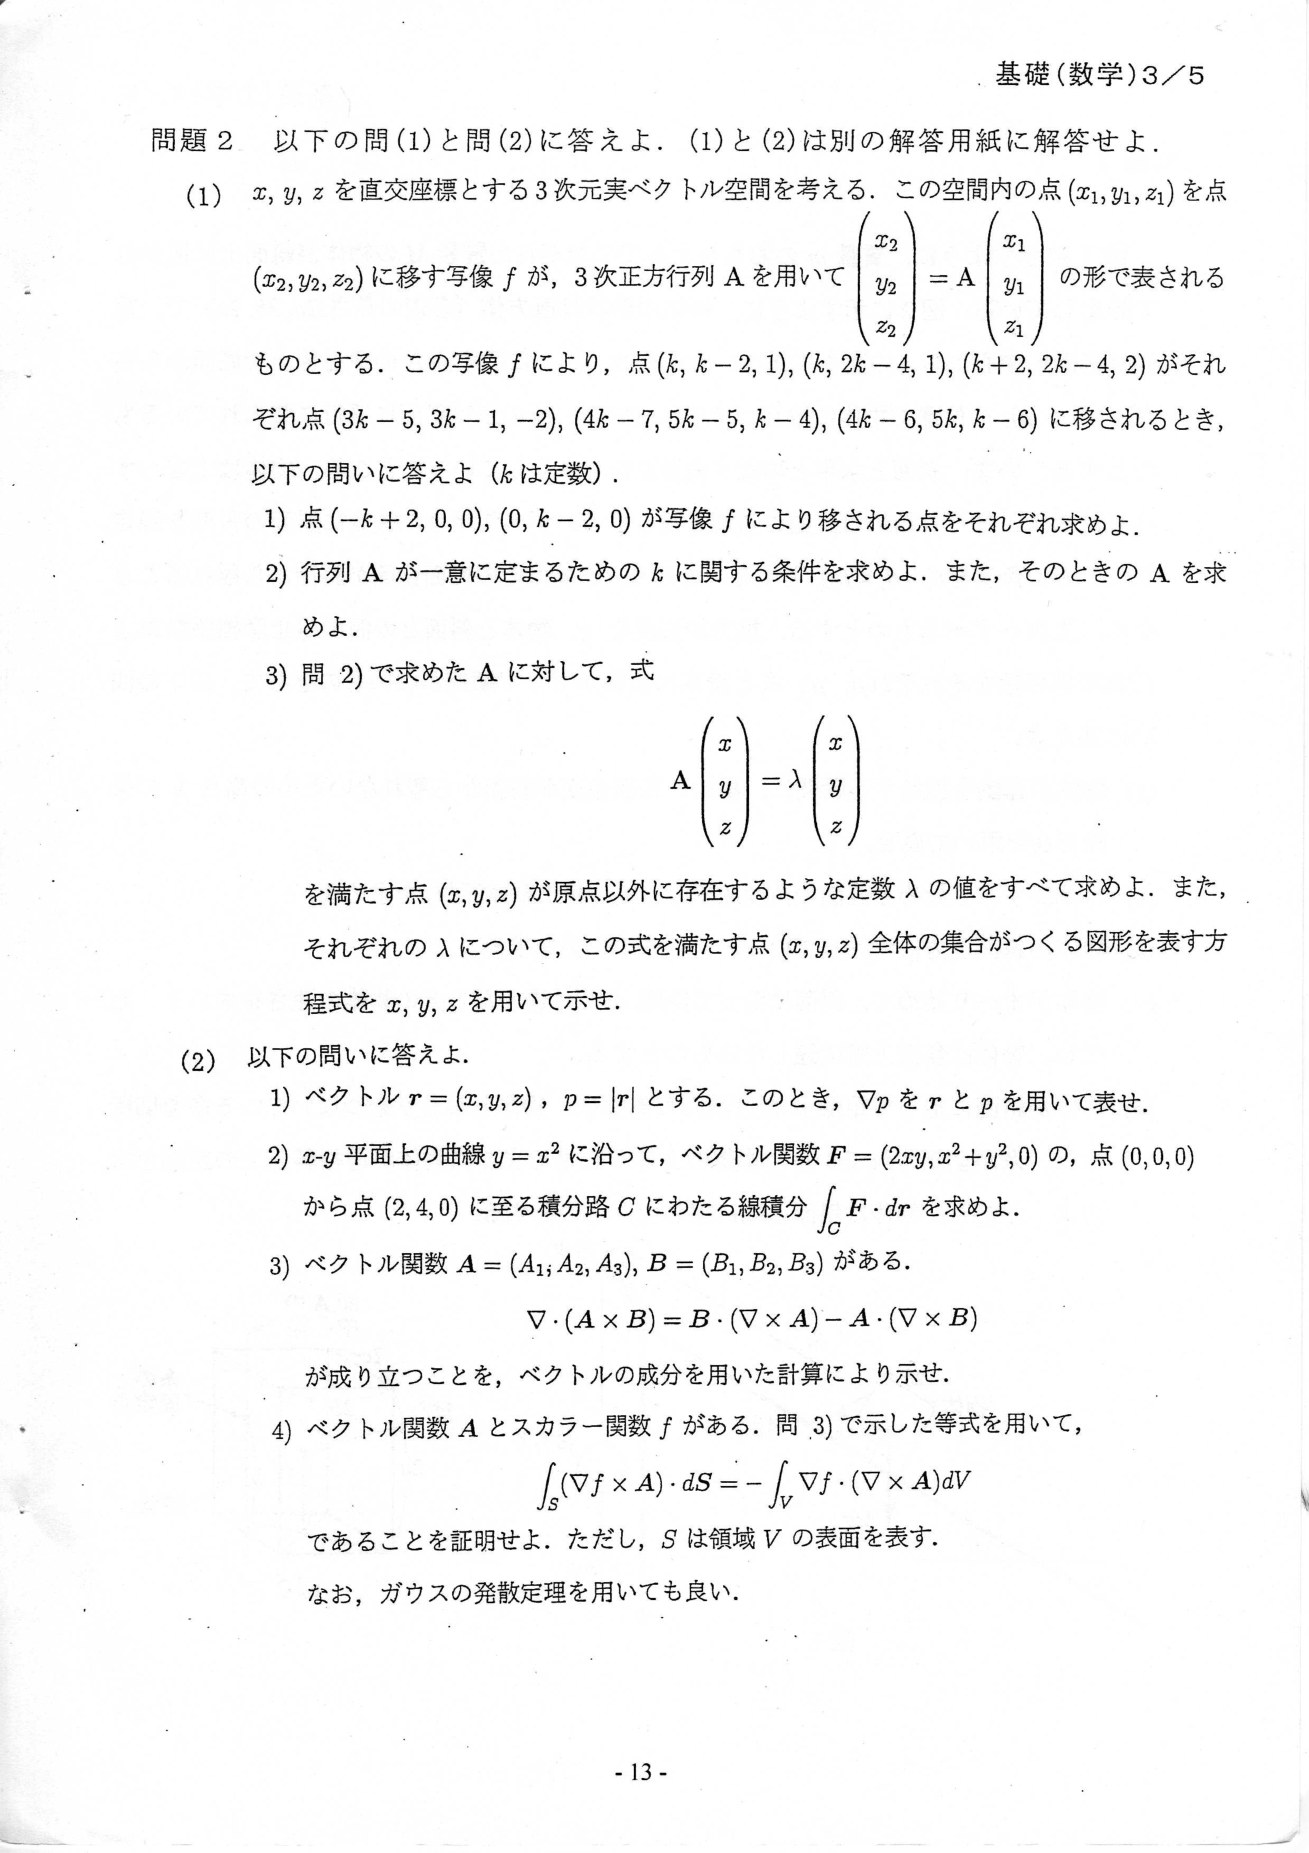 基礎(数学)3/5
問題2 以下の問(1)と問(2)に答えよ. (1)と(2)は別の解答用紙に解答せよ.
(1) x, y, z を直交座標とする3次元実ベクトル空間を考える. この空間内の点(x₁, y₁, z₁)を点
(x₂, y₂, z₂)に移す写像 f が, 3次正方行列 A を用いて (x₂ y₂ z₂) = A (x₁ y₁ z₁) の形で表される
ものとする. この写像 f により, 点(k, k − 2, 1), (k, 2k − 4, 1), (k + 2, 2k − 4, 2) がそれ
ぞれ点(3k − 5, 3k − 1, −2), (4k − 7, 5k − 5, k − 4), (4k − 6, 5k, k − 6) に移されるとき,
以下の問いに答えよ (k は定数).
1) 点(−k + 2, 0, 0), (0, k − 2, 0) が写像 f により移される点をそれぞれ求めよ.
2) 行列 A が一意に定まるための k に関する条件を求めよ. また, そのときの A を求
めよ.
3) 問 2)で求めた A に対して, 式
A (x y z) = λ (x y z)
を満たす点 (x, y, z) が原点以外に存在するような定数 λ の値をすべて求めよ. また,
それぞれの λ について, この式を満たす点 (x, y, z) 全体の集合がつくる図形を表す方
程式を x, y, z を用いて示せ.
(2) 以下の問いに答えよ.
1) ベクトル r = (x, y, z) , p = |r| とする. このとき, ∇p を r と p を用いて表せ.
2) x-y 平面上の曲線 y = x² に沿って, ベクトル関数 F = (2xy, x² + y², 0) の, 点 (0,0,0)
から点 (2,4,0) に至る積分路 C にわたる線積分 ∫_C F · dr を求めよ.
3) ベクトル関数 A = (A₁, A₂, A₃), B = (B₁, B₂, B₃) がある.
∇ · (A × B) = B · (∇ × A) − A · (∇ × B)
が成り立つことを, ベクトルの成分を用いた計算により示せ.
4) ベクトル関数 A とスカラー関数 f がある. 問 3) で示した等式を用いて,
∫_S (∇f × A) · dS = − ∫_V ∇f · (∇ × A)dV
であることを証明せよ. ただし, S は領域 V の表面を表す.
なお, ガウスの発散定理を用いても良い.
- 13 -